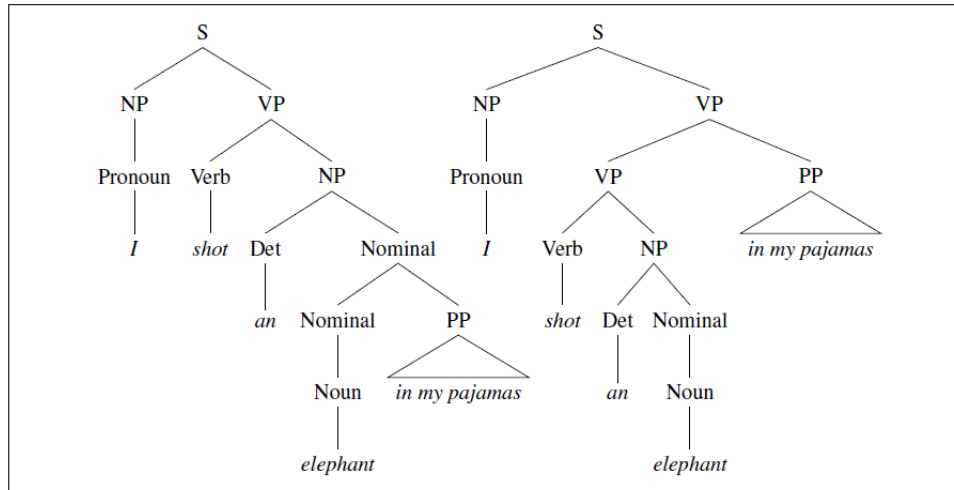 S S
NP VP NP VP
Pronoun Verb NP Pronoun VP PP
I shot Det Nominal I Verb NP in my pajamas
an Nominal PP shot Det Nominal
Noun in my pajamas an Noun
elephant elephant